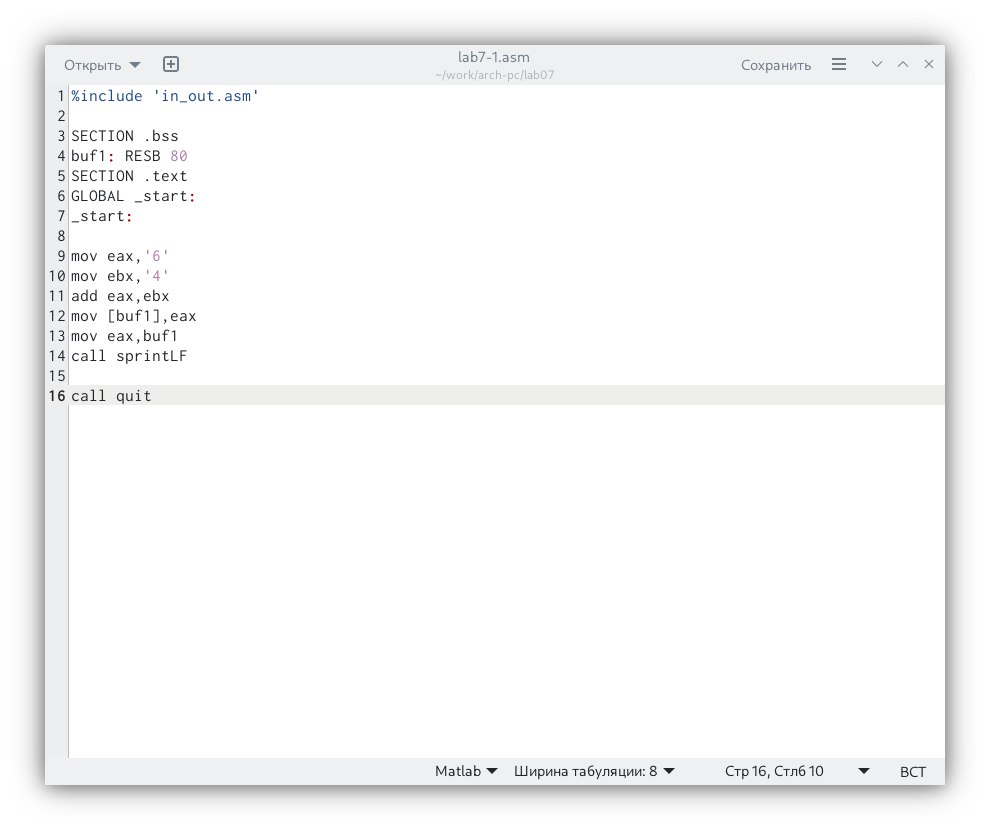 Открыть
lab7-1.asm
~/work/arch-pc/lab07
Сохранить
1 %include 'in_out.asm'
2
3 SECTION .bss
4 buf1: RESB 80
5 SECTION .text
6 GLOBAL _start:
7 _start:
8
9 mov eax,'6'
10 mov ebx,'4'
11 add eax,ebx
12 mov [buf1],eax
13 mov eax,buf1
14 call sprintLF
15
16 call quit
Matlab Ширина табуляции: 8 Стр 16, Стлб 10 ВСТ